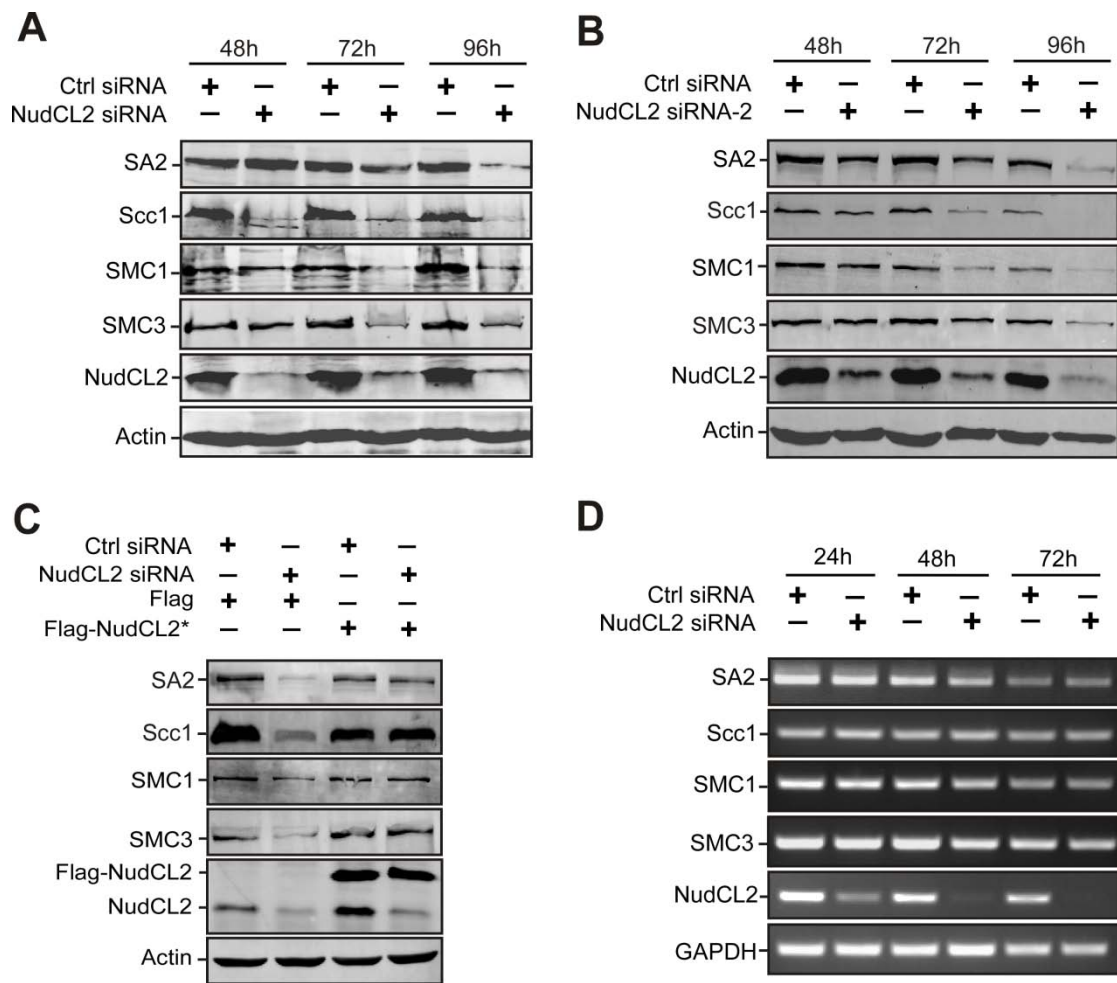 A
48h 72h 96h
Ctrl siRNA + − + − + −
NudCL2 siRNA − + − + − +
SA2
Scc1
SMC1
SMC3
NudCL2
Actin
B
48h 72h 96h
Ctrl siRNA + − + − + −
NudCL2 siRNA-2 − + − + − +
SA2
Scc1
SMC1
SMC3
NudCL2
Actin
C
Ctrl siRNA + − + −
NudCL2 siRNA − + − +
Flag + + − −
Flag-NudCL2* − − + +
SA2
Scc1
SMC1
SMC3
Flag-NudCL2
NudCL2
Actin
D
24h 48h 72h
Ctrl siRNA + − + − + −
NudCL2 siRNA − + − + − +
SA2
Scc1
SMC1
SMC3
NudCL2
GAPDH